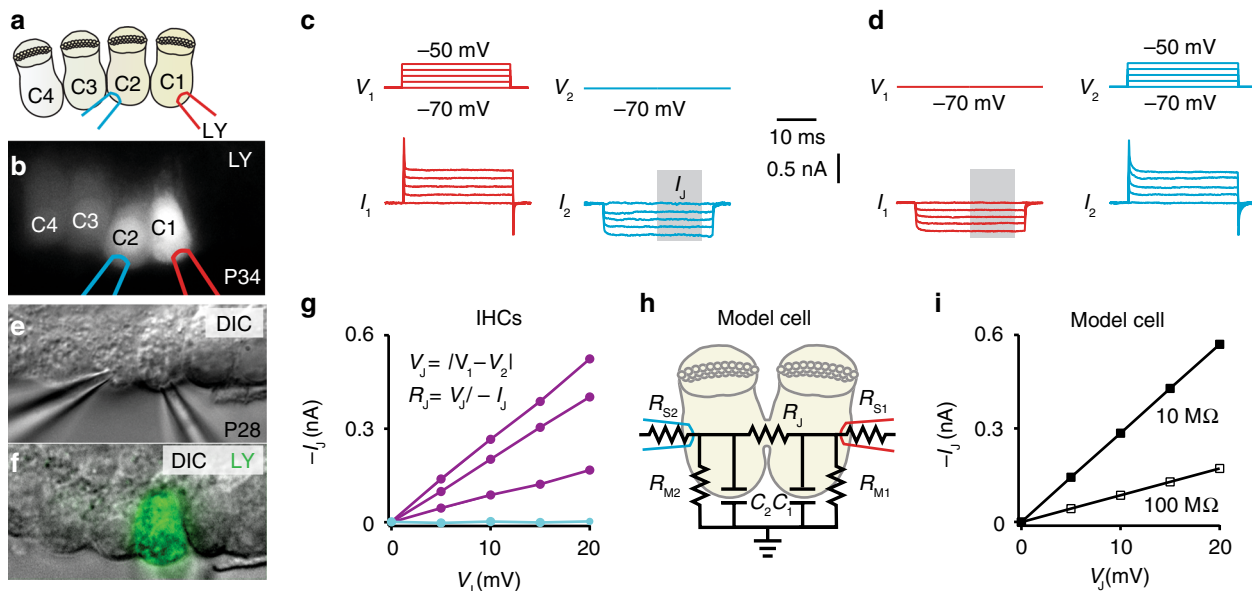 a
C4
C3
C2
C1
LY
b
LY
C4
C3
C2
C1
P34
c
–50 mV
V1
–70 mV
V2
–70 mV
10 ms
0.5 nA
I1
I2
IJ
d
V1
–70 mV
–50 mV
V2
–70 mV
I1
I2
e
DIC
P28
f
DIC LY
g
IHCs
VJ = |V1–V2|
RJ = VJ/–IJ
–IJ (nA)
0.6
0.3
0
0
10
20
(mV)
h
Model cell
RS2
RJ
RS1
RM2
C2
C1
RM1
i
Model cell
–IJ (nA)
0.6
0.3
0
10 MΩ
100 MΩ
0
10
20
VJ (mV)